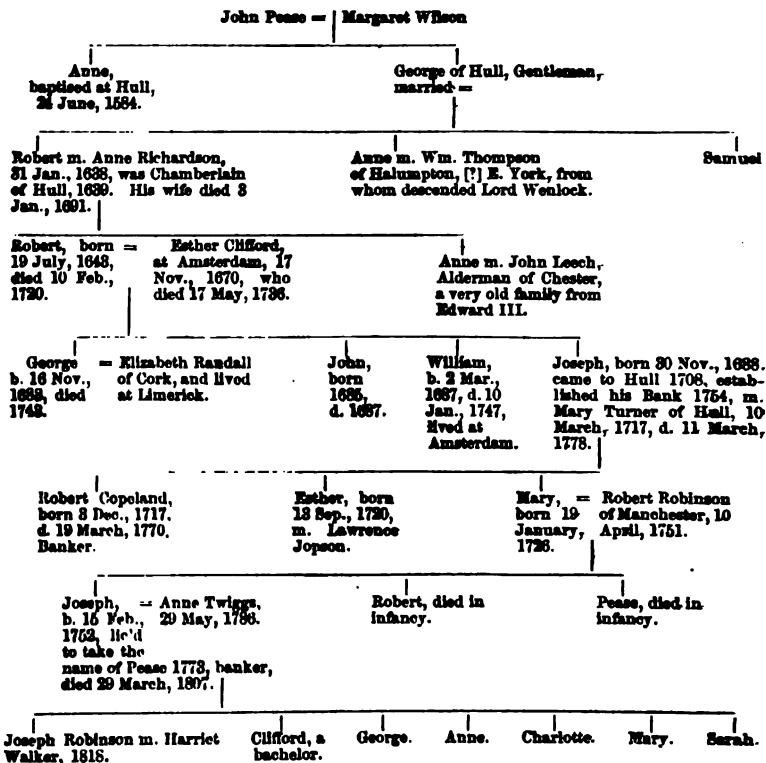 John Pease = Margaret Wilson
Anne,
baptised at Hull,
24 June, 1584.
George of Hull, Gentleman,
married =
Robert m. Anne Richardson,
31 Jan., 1638, was Chamberlain
of Hull, 1639. His wife died 3
Jan., 1691.
Anne m. Wm. Thompson
of Halumpton, [?] E. York, from
whom descended Lord Wenlock.
Samuel
Robert, born =
19 July, 1643,
died 10 Feb.,
1720.
Esther Clifford,
at Amsterdam, 17
Nov., 1670, who
died 17 May, 1736.
Anne m. John Leech,
Alderman of Chester,
a very old family from
Edward III.
George =
b. 16 Nov.,
died
Elizabeth Randall
of Cork, and lived
at Limerick.
John,
born
1685,
d. 1687.
William,
b. 2 Mar.,
1687, d. 10
Jan., 1747,
lived at
Amsterdam.
Joseph, born 30 Nov., 1688.
came to Hull 1708, estab-
lished his Bank 1754, m.
Mary Turner of Hull, 10
March, 1717, d. 11 March,
1778.
Robert Copeland,
born 3 Dec., 1717.
d. 19 March, 1770.
Banker.
Esther, born
13 Sep., 1720,
m. Lawrence
Jopson.
Mary, =
born 19
January,
1726.
Robert Robinson
of Manchester, 10
April, 1751.
Joseph, =
b. 15 Feb.,
1752, lic'd
to take the
name of Pease 1773, banker,
died 29 March, 1807.
Anne Twiggs,
29 May, 1786.
Robert, died in
infancy.
Pease, died in
infancy.
Joseph Robinson m. Harriet
Walker, 1818.
Clifford, a
bachelor.
George.
Anne.
Charlotte.
Mary.
Sarah.